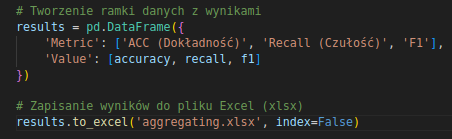 # Tworzenie ramki danych z wynikami
results = pd.DataFrame({
    'Metric': ['ACC (Dokładność)', 'Recall (Czułość)', 'F1'],
    'Value': [accuracy, recall, f1]
})

# Zapisanie wyników do pliku Excel (xlsx)
results.to_excel('aggregating.xlsx', index=False)